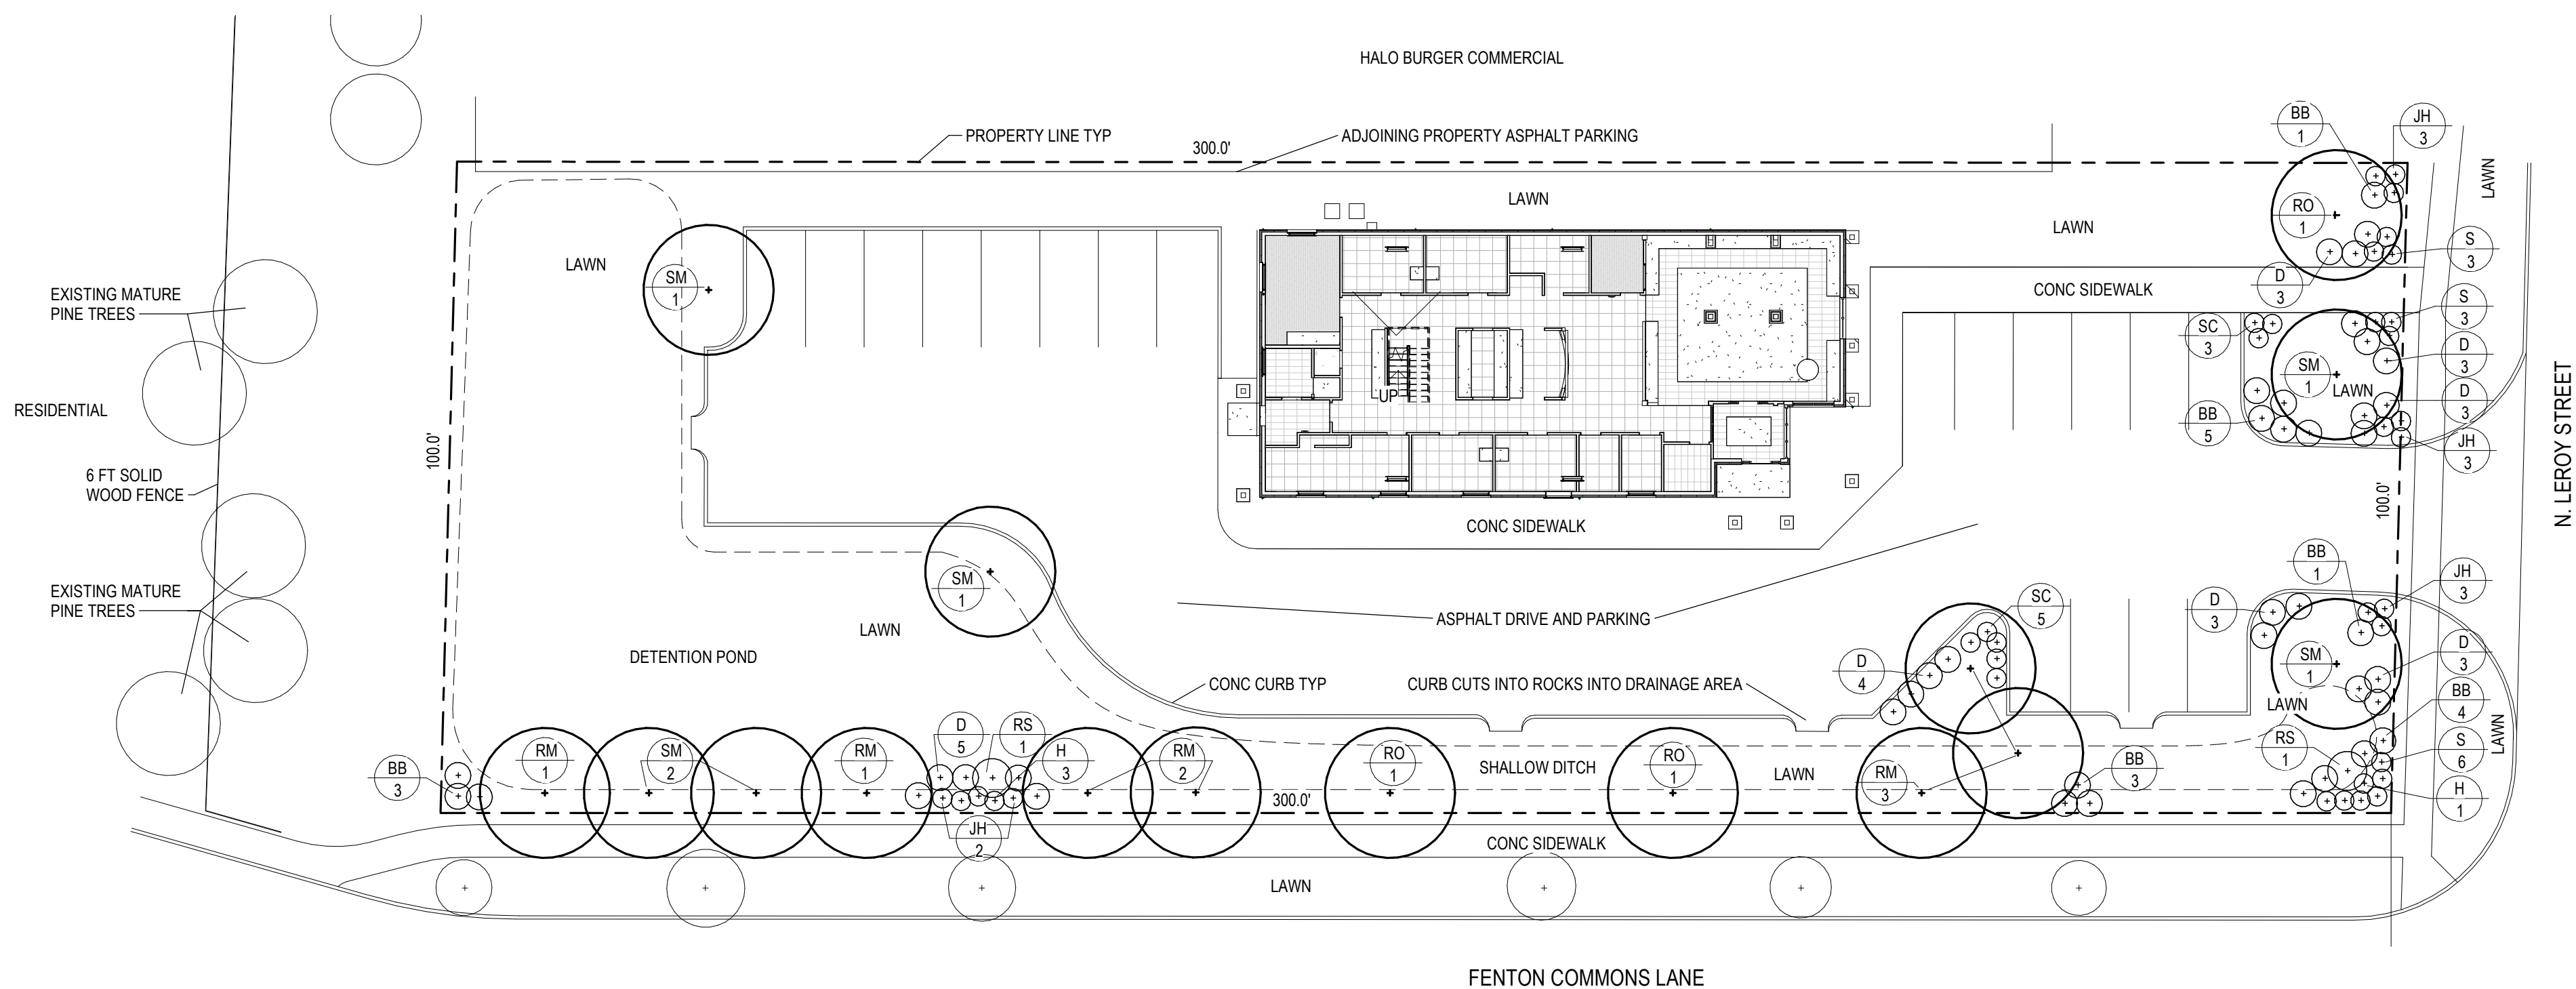 HALO BURGER COMMERCIAL
PROPERTY LINE TYP
300.0'
ADJOINING PROPERTY ASPHALT PARKING
BB
1
JH
3
LAWN
LAWN
RO
1
LAWN
S
3
D
3
LAWN
SM
1
CONC SIDEWALK
EXISTING MATURE
PINE TREES
S
3
SC
3
D
3
SM
1
LAWN
D
3
BB
5
JH
3
UP
RESIDENTIAL
100.0'
6 FT SOLID
WOOD FENCE
100.0'
N. LEROY STREET
CONC SIDEWALK
SM
1
BB
1
JH
3
EXISTING MATURE
PINE TREES
SC
5
D
3
ASPHALT DRIVE AND PARKING
LAWN
D
3
SM
1
DETENTION POND
D
4
CONC CURB TYP
CURB CUTS INTO ROCKS INTO DRAINAGE AREA
LAWN
BB
4
LAWN
D
5
RS
1
RS
1
S
6
BB
3
RM
1
SM
2
RM
1
H
3
RM
2
RO
1
SHALLOW DITCH
RO
1
LAWN
RM
3
BB
3
H
1
300.0'
JH
2
CONC SIDEWALK
LAWN
FENTON COMMONS LANE